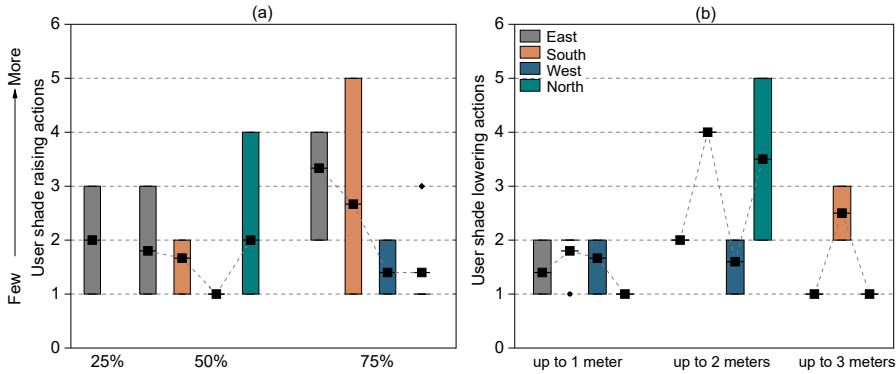 (a)
6
5
4
3
2
1
0
Few
More
User shade raising actions
25%
50%
75%
(b)
6
5
4
3
2
1
0
User shade lowering actions
East
South
West
North
up to 1 meter
up to 2 meters
up to 3 meters